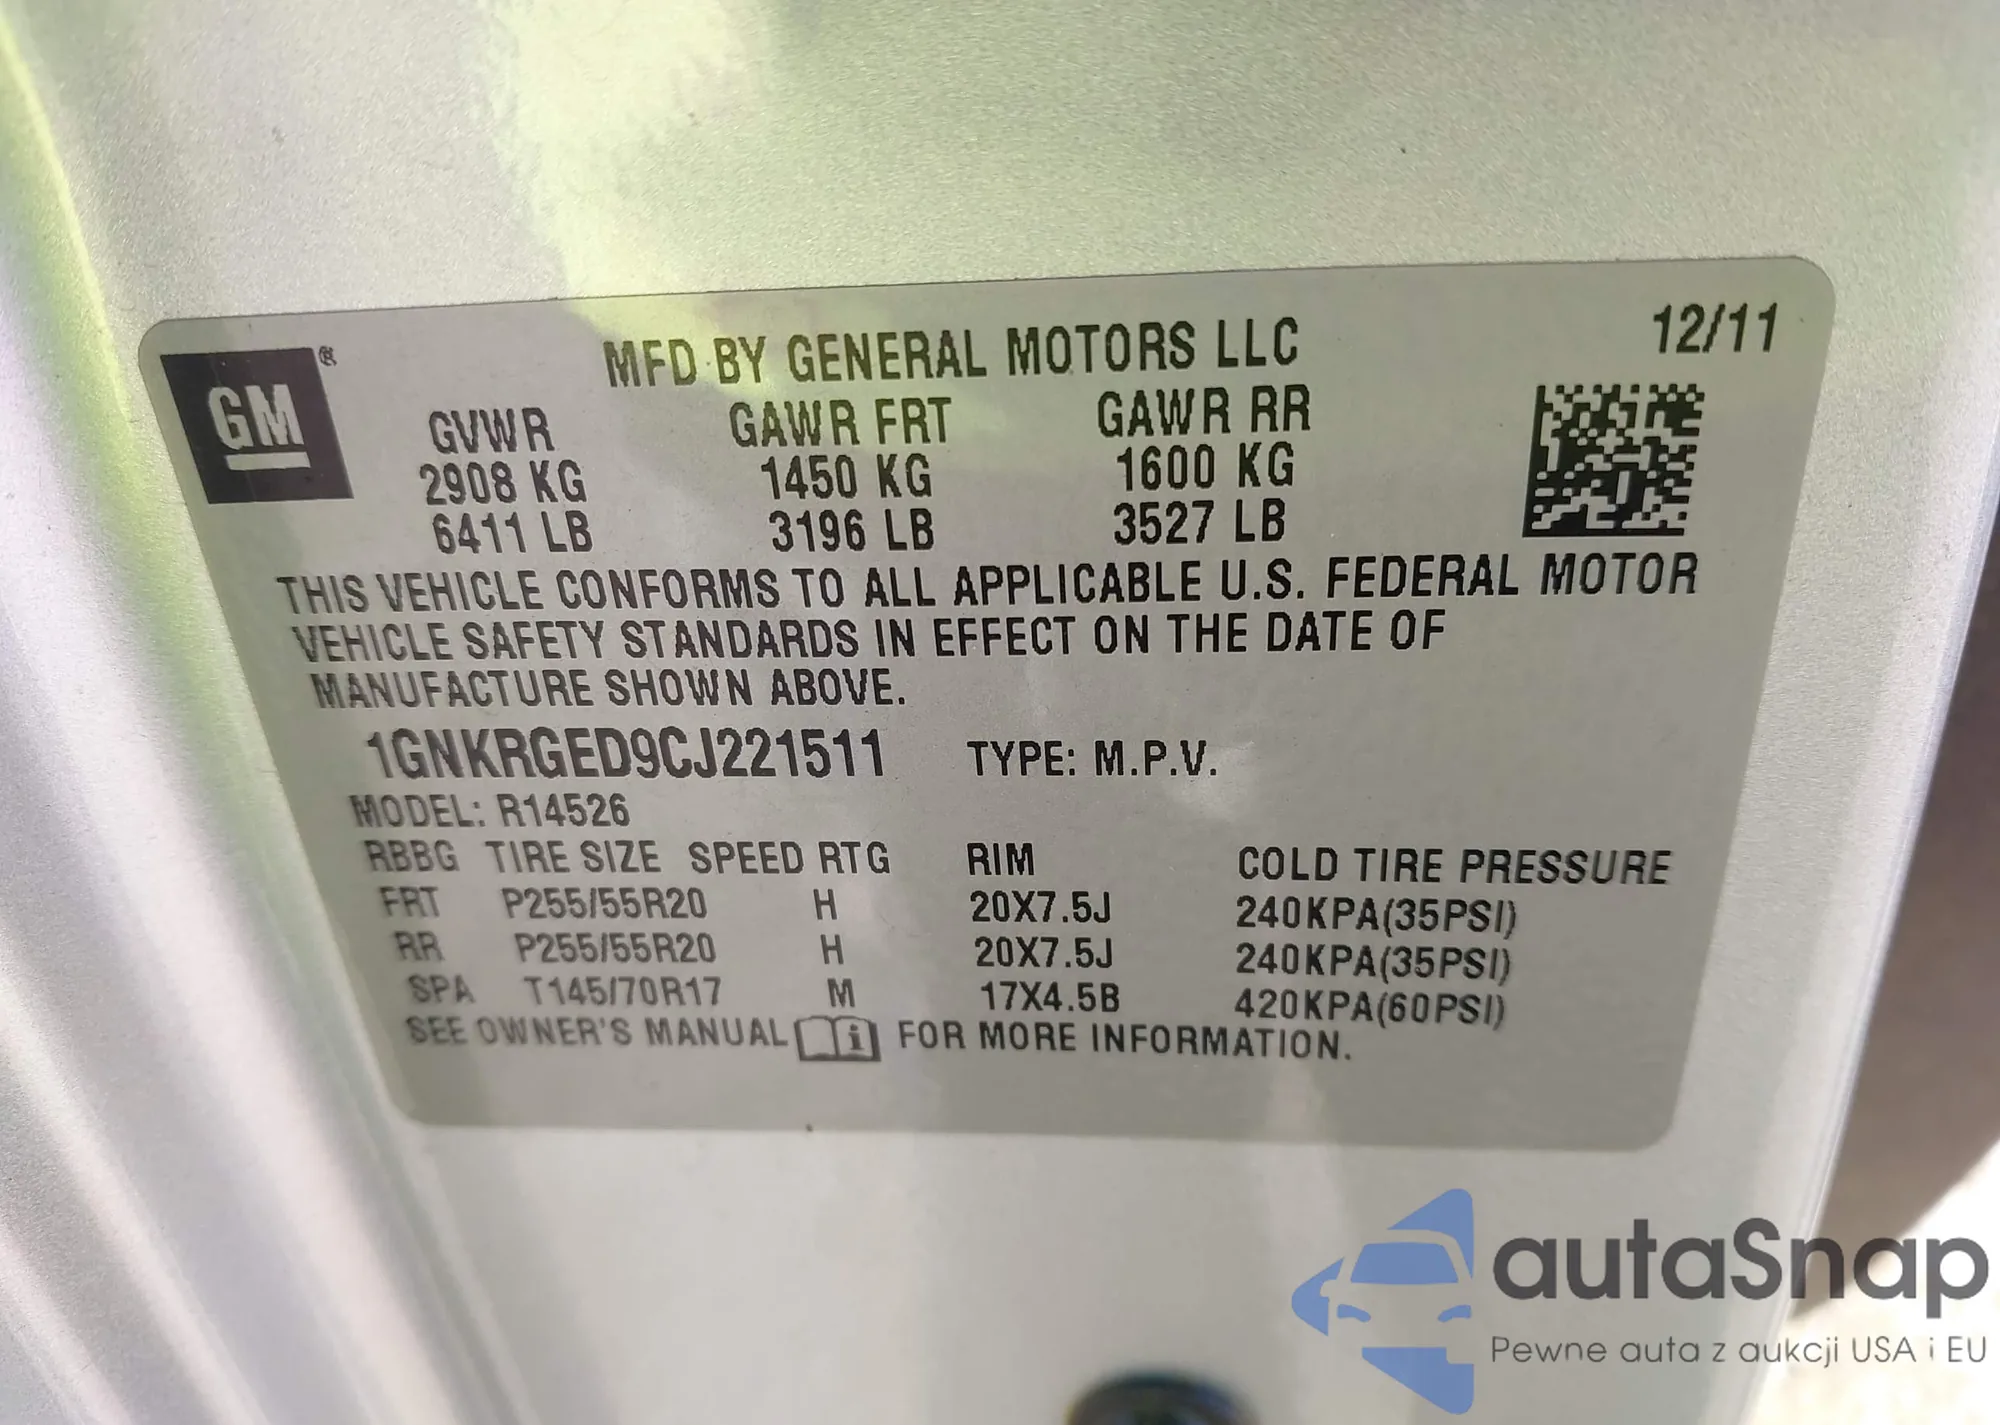 GM ®
MFD BY GENERAL MOTORS LLC 12/11
GVWR GAWR FRT GAWR RR
2908 KG 1450 KG 1600 KG
6411 LB 3196 LB 3527 LB
THIS VEHICLE CONFORMS TO ALL APPLICABLE U.S. FEDERAL MOTOR
VEHICLE SAFETY STANDARDS IN EFFECT ON THE DATE OF
MANUFACTURE SHOWN ABOVE.
1GNKRGED9CJ221511 TYPE: M.P.V.
MODEL: R14526
RBBG TIRE SIZE SPEED RTG RIM COLD TIRE PRESSURE
FRT P255/55R20 H 20X7.5J 240KPA(35PSI)
RR P255/55R20 H 20X7.5J 240KPA(35PSI)
SPA T145/70R17 M 17X4.5B 420KPA(60PSI)
SEE OWNER'S MANUAL i FOR MORE INFORMATION.
autaSnap
Pewne auta z aukcji USA i EU